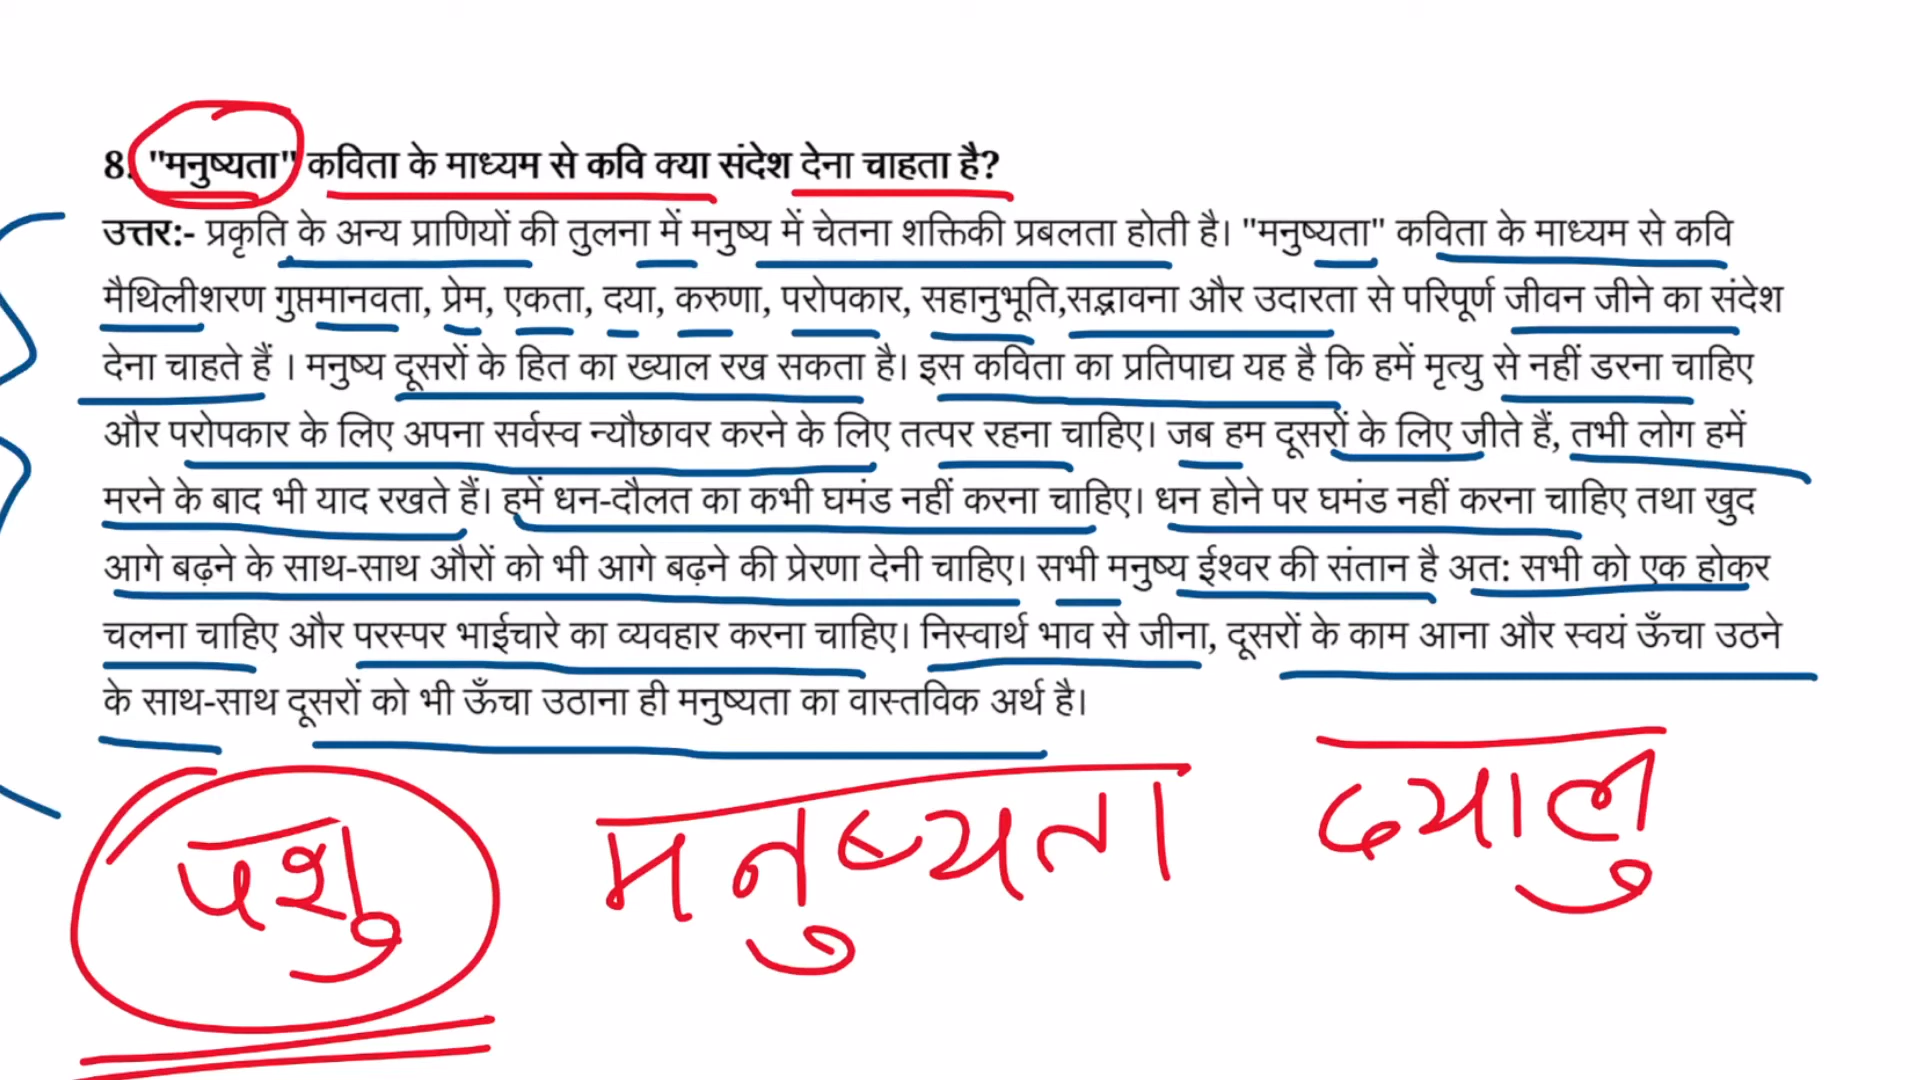 8. "मनुष्यता" कविता के माध्यम से कवि क्या संदेश देना चाहता है?
उत्तर:- प्रकृति के अन्य प्राणियों की तुलना में मनुष्य में चेतना शक्तिकी प्रबलता होती है। "मनुष्यता" कविता के माध्यम से कवि
मैथिलीशरण गुप्तमानवता, प्रेम, एकता, दया, करुणा, परोपकार, सहानुभूति,सद्भावना और उदारता से परिपूर्ण जीवन जीने का संदेश
देना चाहते हैं । मनुष्य दूसरों के हित का ख्याल रख सकता है। इस कविता का प्रतिपाद्य यह है कि हमें मृत्यु से नहीं डरना चाहिए
और परोपकार के लिए अपना सर्वस्व न्यौछावर करने के लिए तत्पर रहना चाहिए। जब हम दूसरों के लिए जीते हैं, तभी लोग हमें
मरने के बाद भी याद रखते हैं। हमें धन-दौलत का कभी घमंड नहीं करना चाहिए। धन होने पर घमंड नहीं करना चाहिए तथा खुद
आगे बढ़ने के साथ-साथ औरों को भी आगे बढ़ने की प्रेरणा देनी चाहिए। सभी मनुष्य ईश्वर की संतान है अत: सभी को एक होकर
चलना चाहिए और परस्पर भाईचारे का व्यवहार करना चाहिए। निस्वार्थ भाव से जीना, दूसरों के काम आना और स्वयं ऊँचा उठने
के साथ-साथ दूसरों को भी ऊँचा उठाना ही मनुष्यता का वास्तविक अर्थ है।
पशु मनुष्यता दयालु